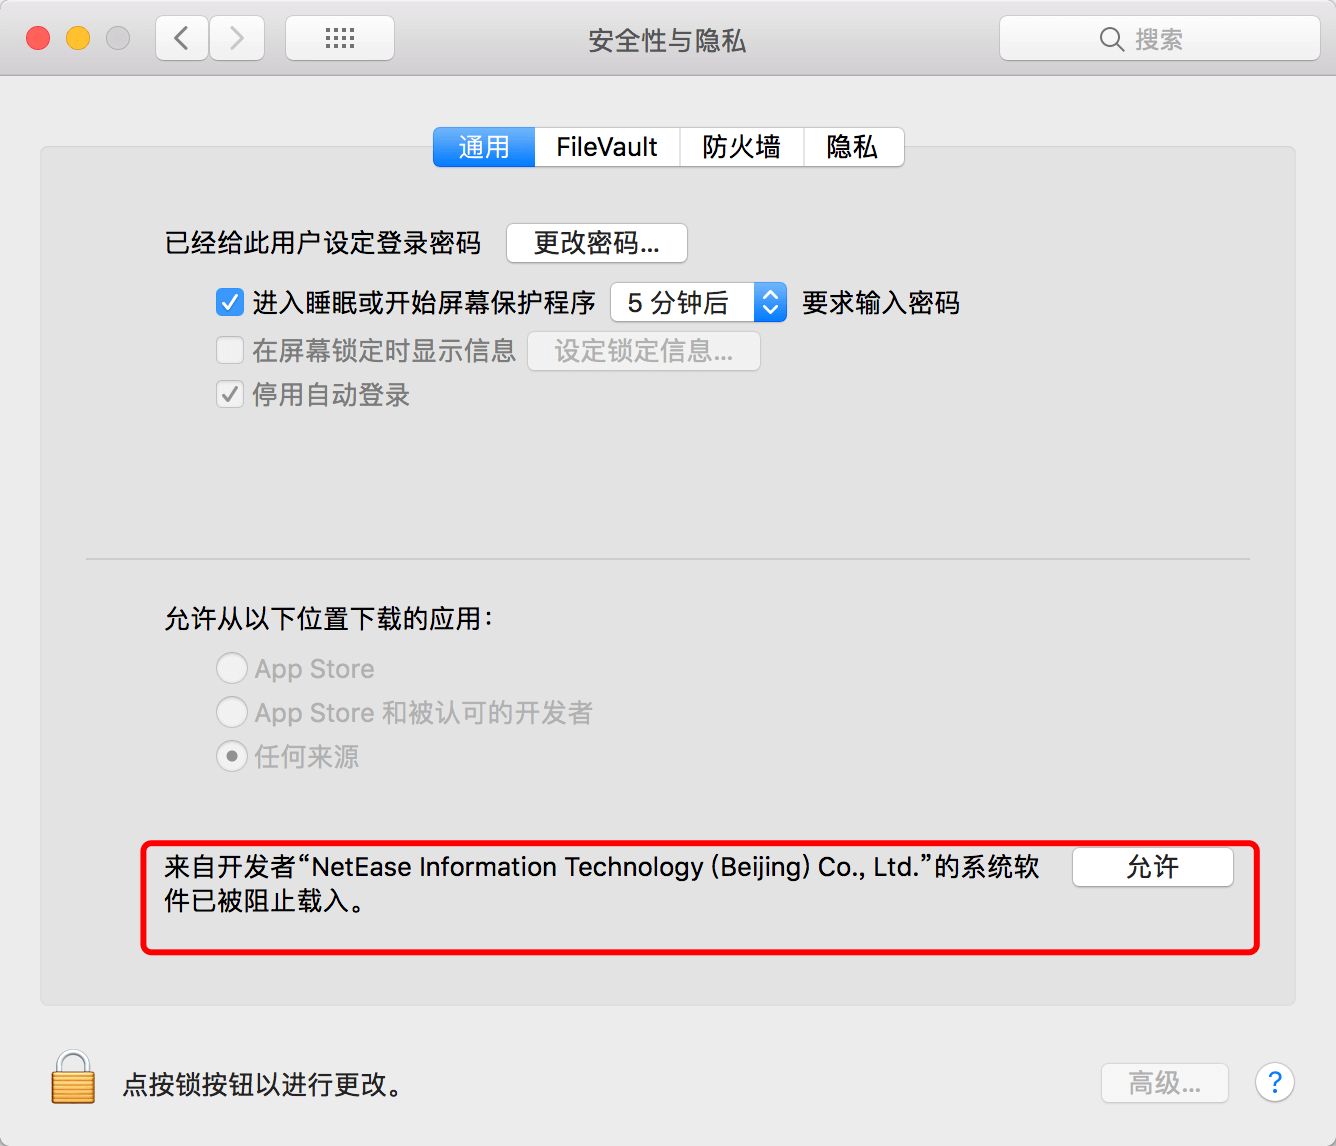 安全性与隐私
搜索
通用 FileVault 防火墙 隐私
已经给此用户设定登录密码 更改密码...
进入睡眠或开始屏幕保护程序 5 分钟后 要求输入密码
在屏幕锁定时显示信息 设定锁定信息...
停用自动登录
允许从以下位置下载的应用：
App Store
App Store 和被认可的开发者
任何来源
来自开发者“NetEase Information Technology (Beijing) Co., Ltd.”的系统软 允许
件已被阻止载入。
点按锁按钮以进行更改。 高级... ?